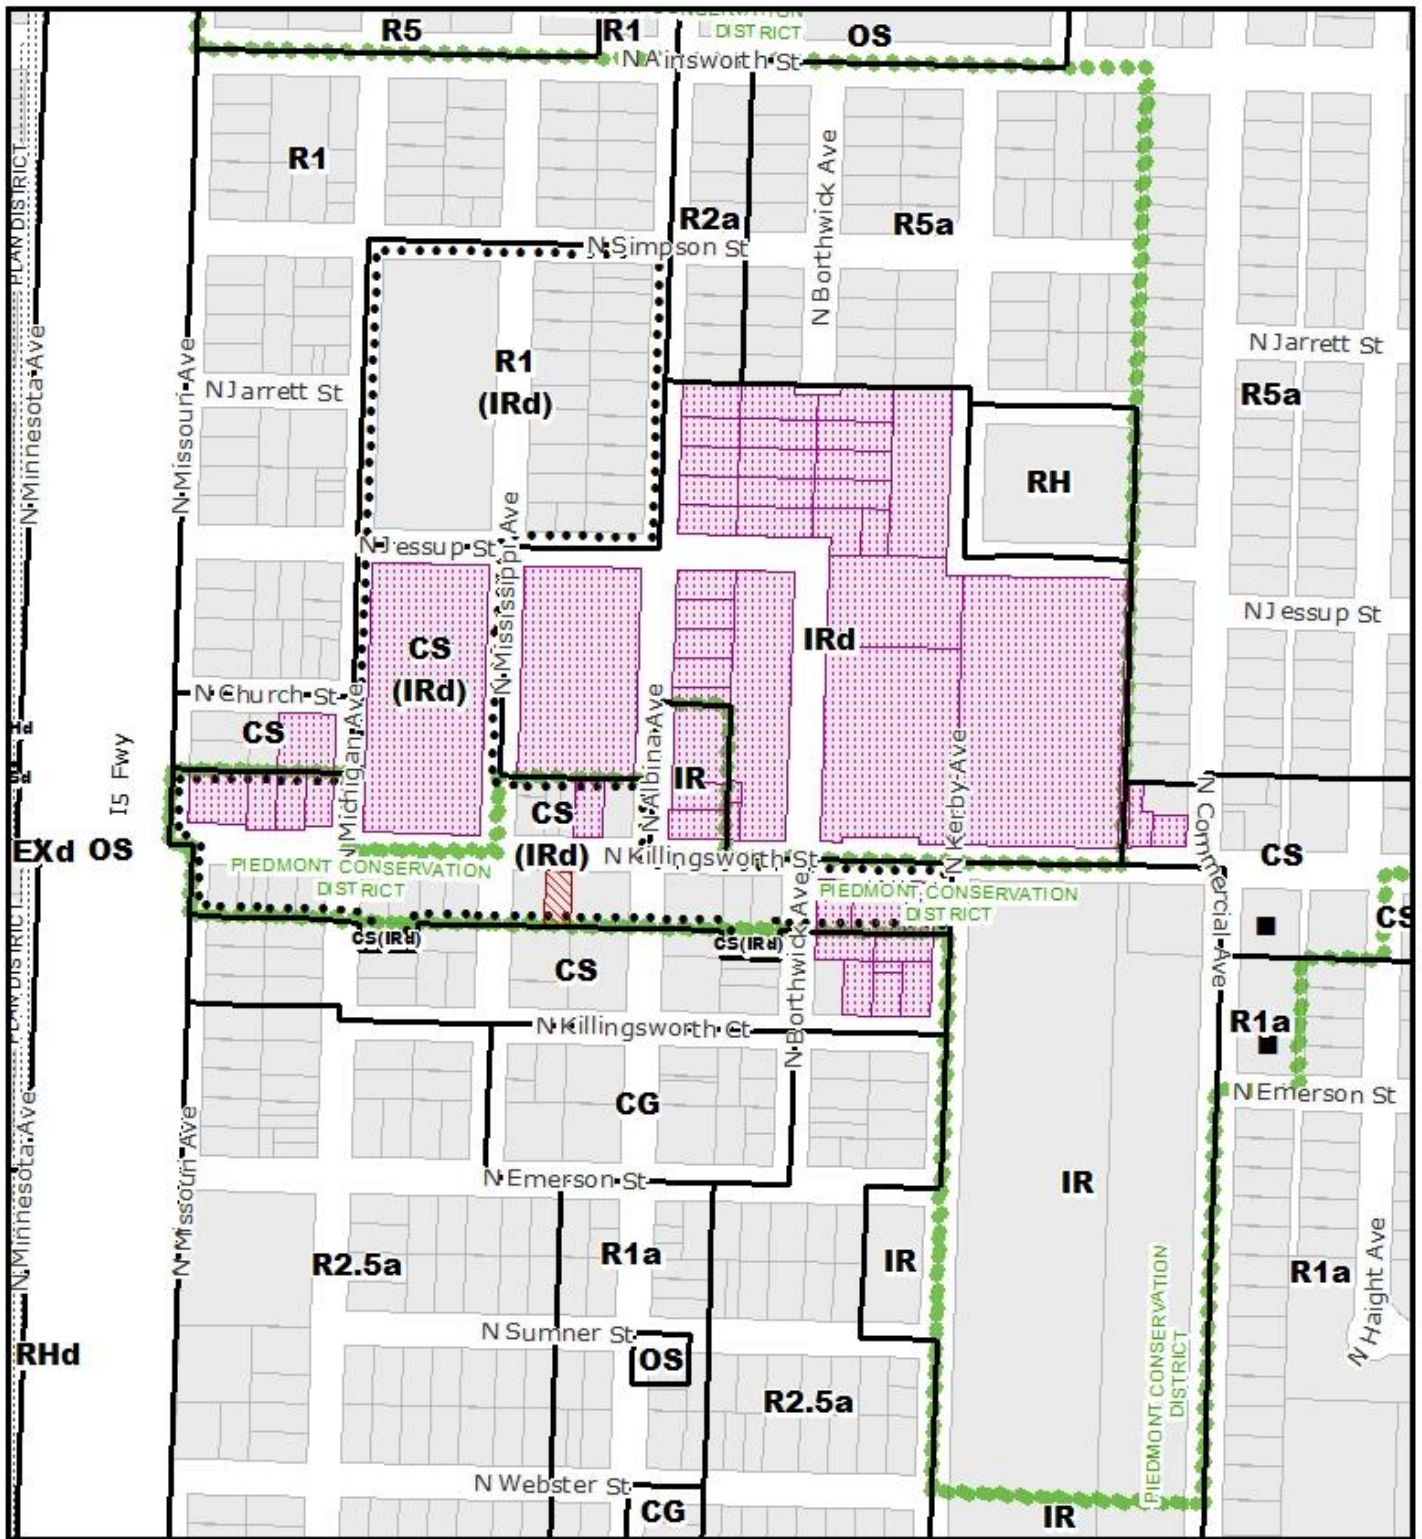 R5
R1
DISTRICT
OS
N Ainsworth St
R1
N Borthwick Ave
R2a
R5a
PLAN DISTRICT
N Simpson St
N Minnesota Ave
N Missouri Ave
R1
(IRd)
N Jarrett St
N Jarrett St
R5a
RH
N Jessup St
N Mississippi Ave
N Jessup St
IRd
CS
(IRd)
N Church St
CS
N Michigan Ave
N Albina Ave
IR
N Kerby Ave
I5 Fwy
CS
(IRd)
N Commercial Ave
EXd
OS
N Killingsworth St
CS
PIEDMONT CONSERVATION
DISTRICT
PIEDMONT CONSERVATION
DISTRICT
CS
CS(IRd)
CS(IRd)
N Borthwick Ave
CS
PLAN DISTRICT
N Killingsworth Ct
R1a
CG
N Emerson St
N Minnesota Ave
N Missouri Ave
N Emerson St
IR
R2.5a
R1a
IR
R1a
N Haight Ave
PIEDMONT CONSERVATION
DISTRICT
N Sumner St
RHd
OS
R2.5a
N Webster St
CG
IR